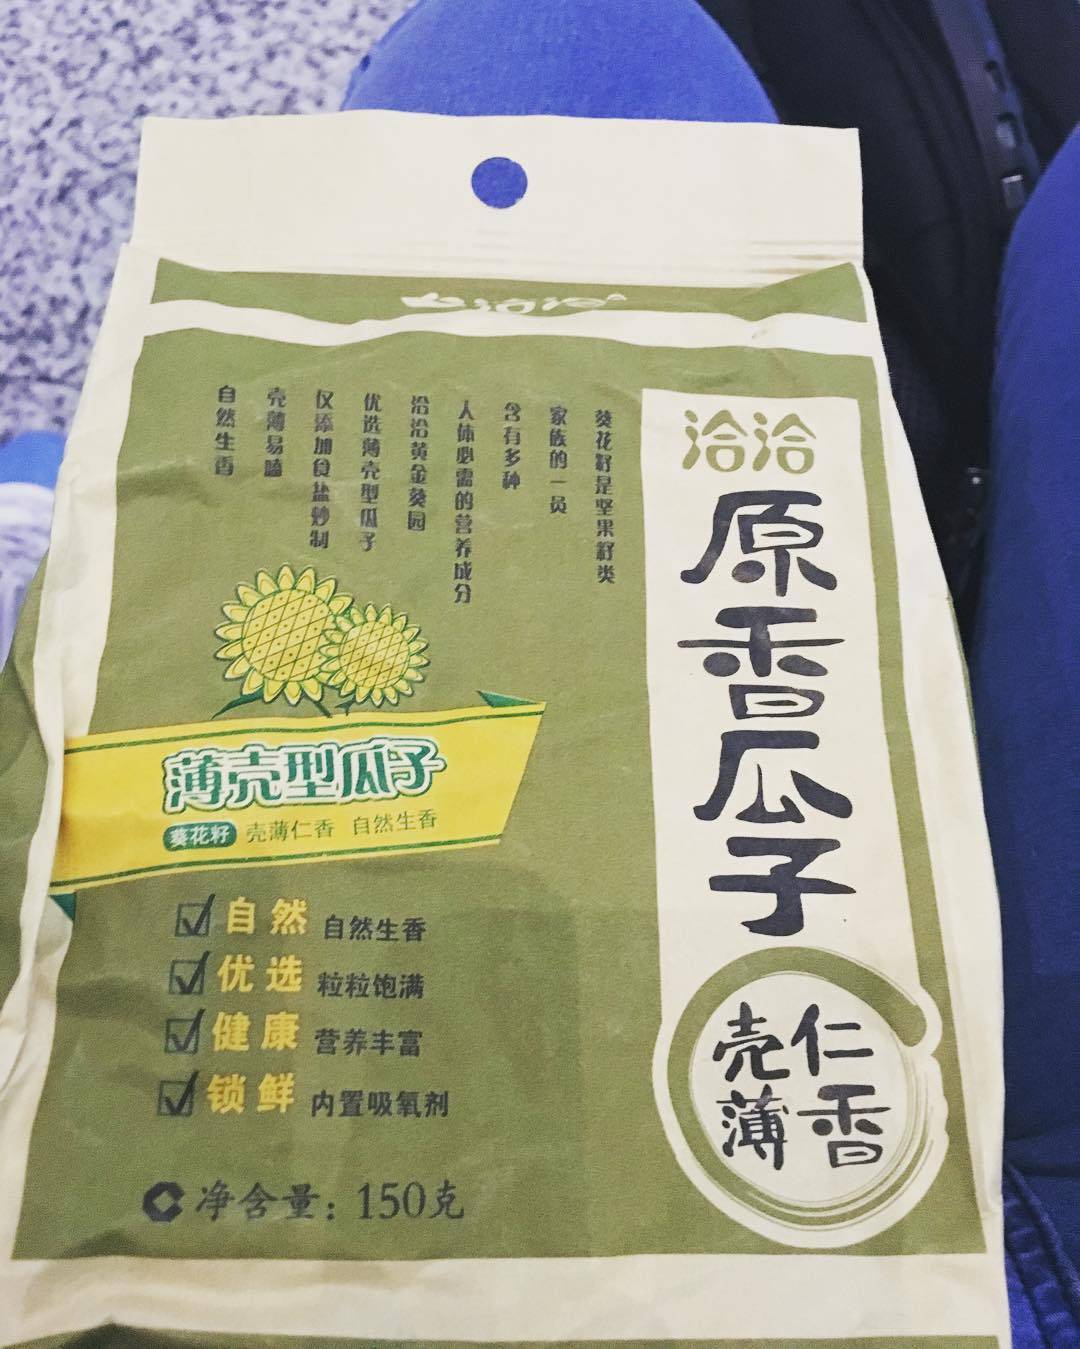 洽洽
洽洽
原香瓜子
仁香
壳薄
葵花籽是坚果籽类
家族的一员
含有多种
人体必需的营养成分
洽洽黄金葵园
优选薄壳型瓜子
仅添加食盐炒制
壳薄易嗑
自然生香
薄壳型瓜子
葵花籽 壳薄仁香 自然生香
自然 自然生香
优选 粒粒饱满
健康 营养丰富
锁鲜 内置吸氧剂
净含量：150克